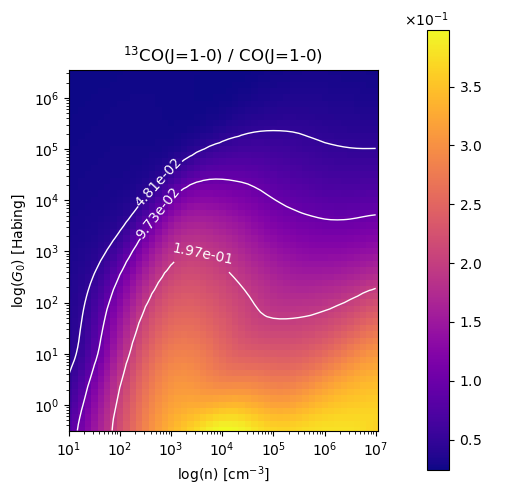 ×10⁻¹
¹³CO(J=1-0) / CO(J=1-0)
10⁶
10⁵
10⁴
10³
10²
10¹
10⁰
log(G₀) [Habing]
4.81e-02
9.73e-02
1.97e-01
10¹ 10² 10³ 10⁴ 10⁵ 10⁶ 10⁷
log(n) [cm⁻³]
3.5
3.0
2.5
2.0
1.5
1.0
0.5